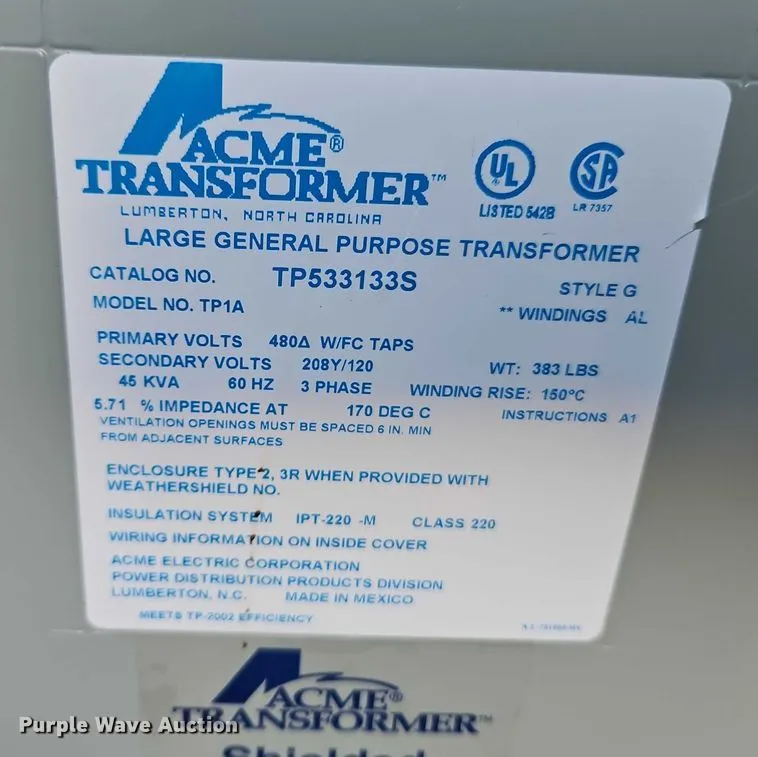 ACME®
TRANSFORMER™
LUMBERTON, NORTH CAROLINA
UL
LISTED 542B
SA
LR 7357
LARGE GENERAL PURPOSE TRANSFORMER
CATALOG NO. TP533133S STYLE G
MODEL NO. TP1A ** WINDINGS AL
PRIMARY VOLTS 480Δ W/FC TAPS
SECONDARY VOLTS 208Y/120 WT: 383 LBS
45 KVA 60 HZ 3 PHASE WINDING RISE: 150°C
5.71 % IMPEDANCE AT 170 DEG C INSTRUCTIONS A1
VENTILATION OPENINGS MUST BE SPACED 6 IN. MIN
FROM ADJACENT SURFACES
ENCLOSURE TYPE 2, 3R WHEN PROVIDED WITH
WEATHERSHIELD NO.
INSULATION SYSTEM IPT-220 -M CLASS 220
WIRING INFORMATION ON INSIDE COVER
ACME ELECTRIC CORPORATION
POWER DISTRIBUTION PRODUCTS DIVISION
LUMBERTON, N.C. MADE IN MEXICO
MEETS TP-2002 EFFICIENCY
ACME®
TRANSFORMER™
Shielded
Purple Wave Auction